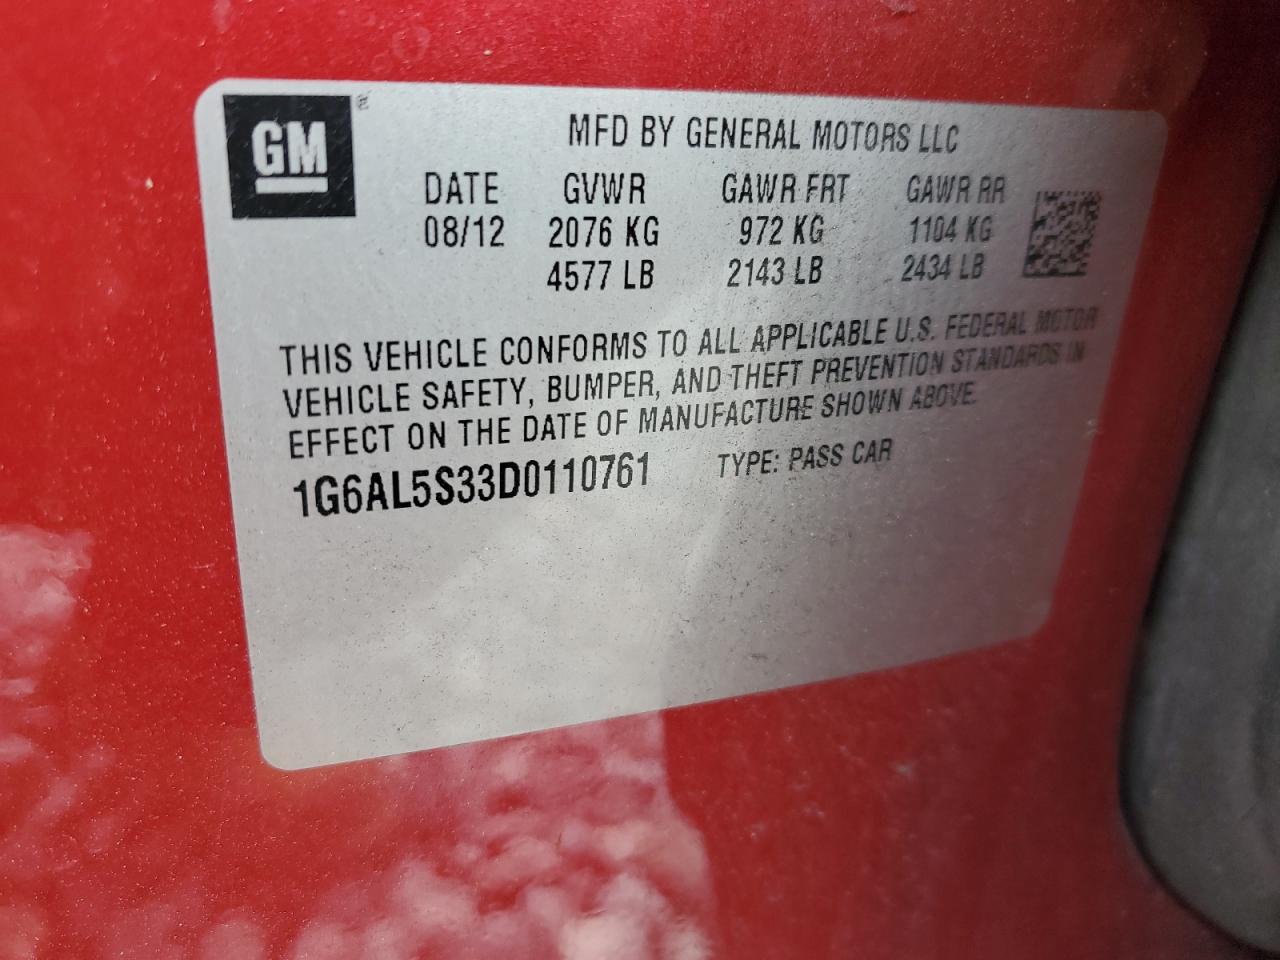 GM
MFD BY GENERAL MOTORS LLC
DATE GVWR GAWR FRT GAWR RR
08/12 2076 KG 972 KG 1104 KG
4577 LB 2143 LB 2434 LB
THIS VEHICLE CONFORMS TO ALL APPLICABLE U.S. FEDERAL MOTOR
VEHICLE SAFETY, BUMPER, AND THEFT PREVENTION STANDARDS IN
EFFECT ON THE DATE OF MANUFACTURE SHOWN ABOVE.
1G6AL5S33D0110761 TYPE: PASS CAR